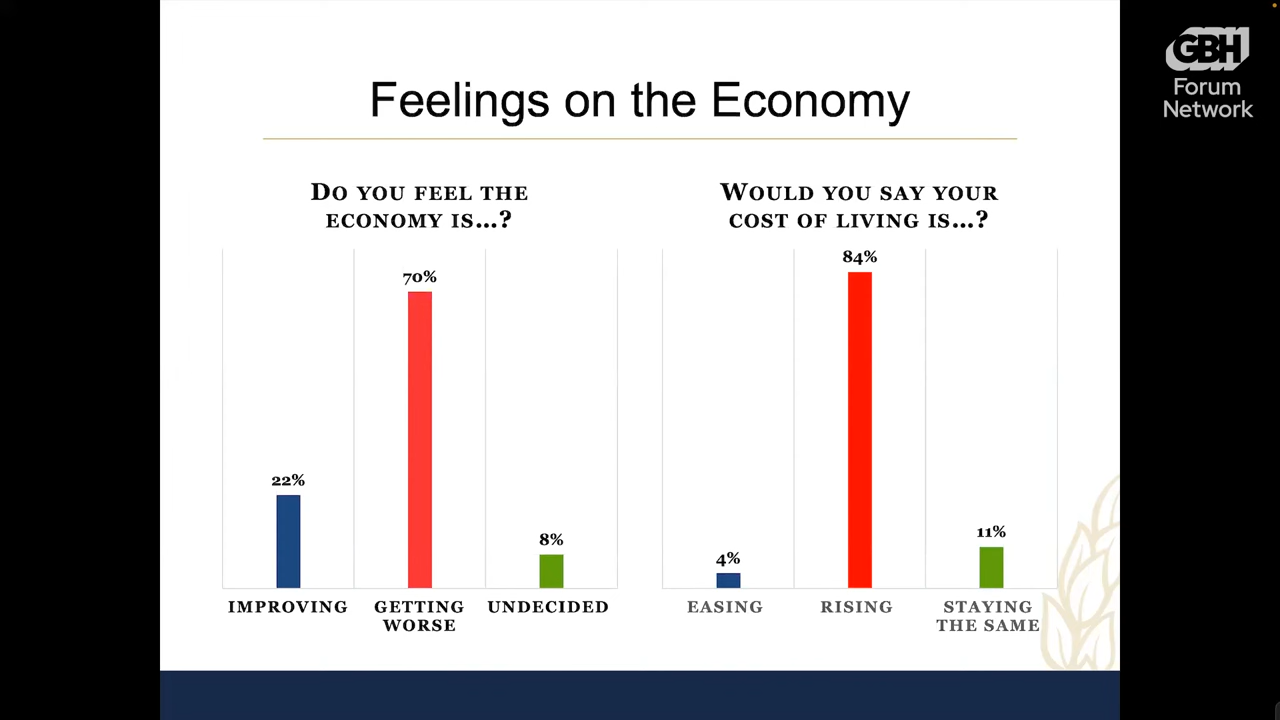 Feelings on the Economy
GBH
Forum
Network
DO YOU FEEL THE
ECONOMY IS...?
22%
70%
8%
IMPROVING
GETTING
WORSE
UNDECIDED
WOULD YOU SAY YOUR
COST OF LIVING IS...?
4%
84%
11%
EASING
RISING
STAYING
THE SAME